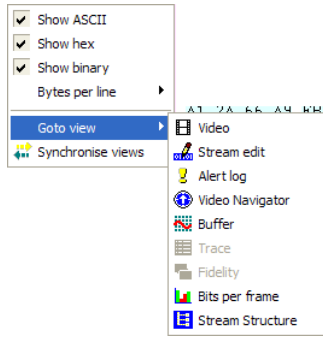 Show ASCII
Show hex
Show binary
Bytes per line
Goto view
Synchronise views
Video
Stream edit
Alert log
Video Navigator
Buffer
Trace
Fidelity
Bits per frame
Stream Structure